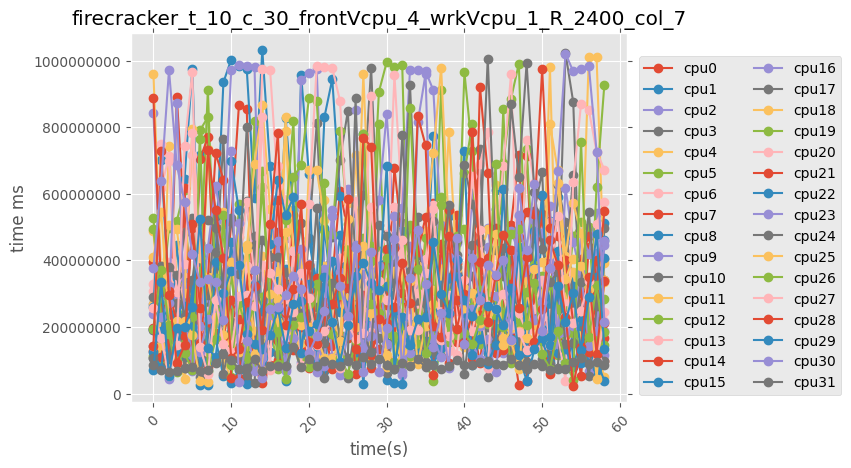 firecracker_t_10_c_30_frontVcpu_4_wrkVcpu_1_R_2400_col_7
time ms
1000000000
800000000
600000000
400000000
200000000
0
0
10
20
30
40
50
60
time(s)
cpu0
cpu1
cpu2
cpu3
cpu4
cpu5
cpu6
cpu7
cpu8
cpu9
cpu10
cpu11
cpu12
cpu13
cpu14
cpu15
cpu16
cpu17
cpu18
cpu19
cpu20
cpu21
cpu22
cpu23
cpu24
cpu25
cpu26
cpu27
cpu28
cpu29
cpu30
cpu31